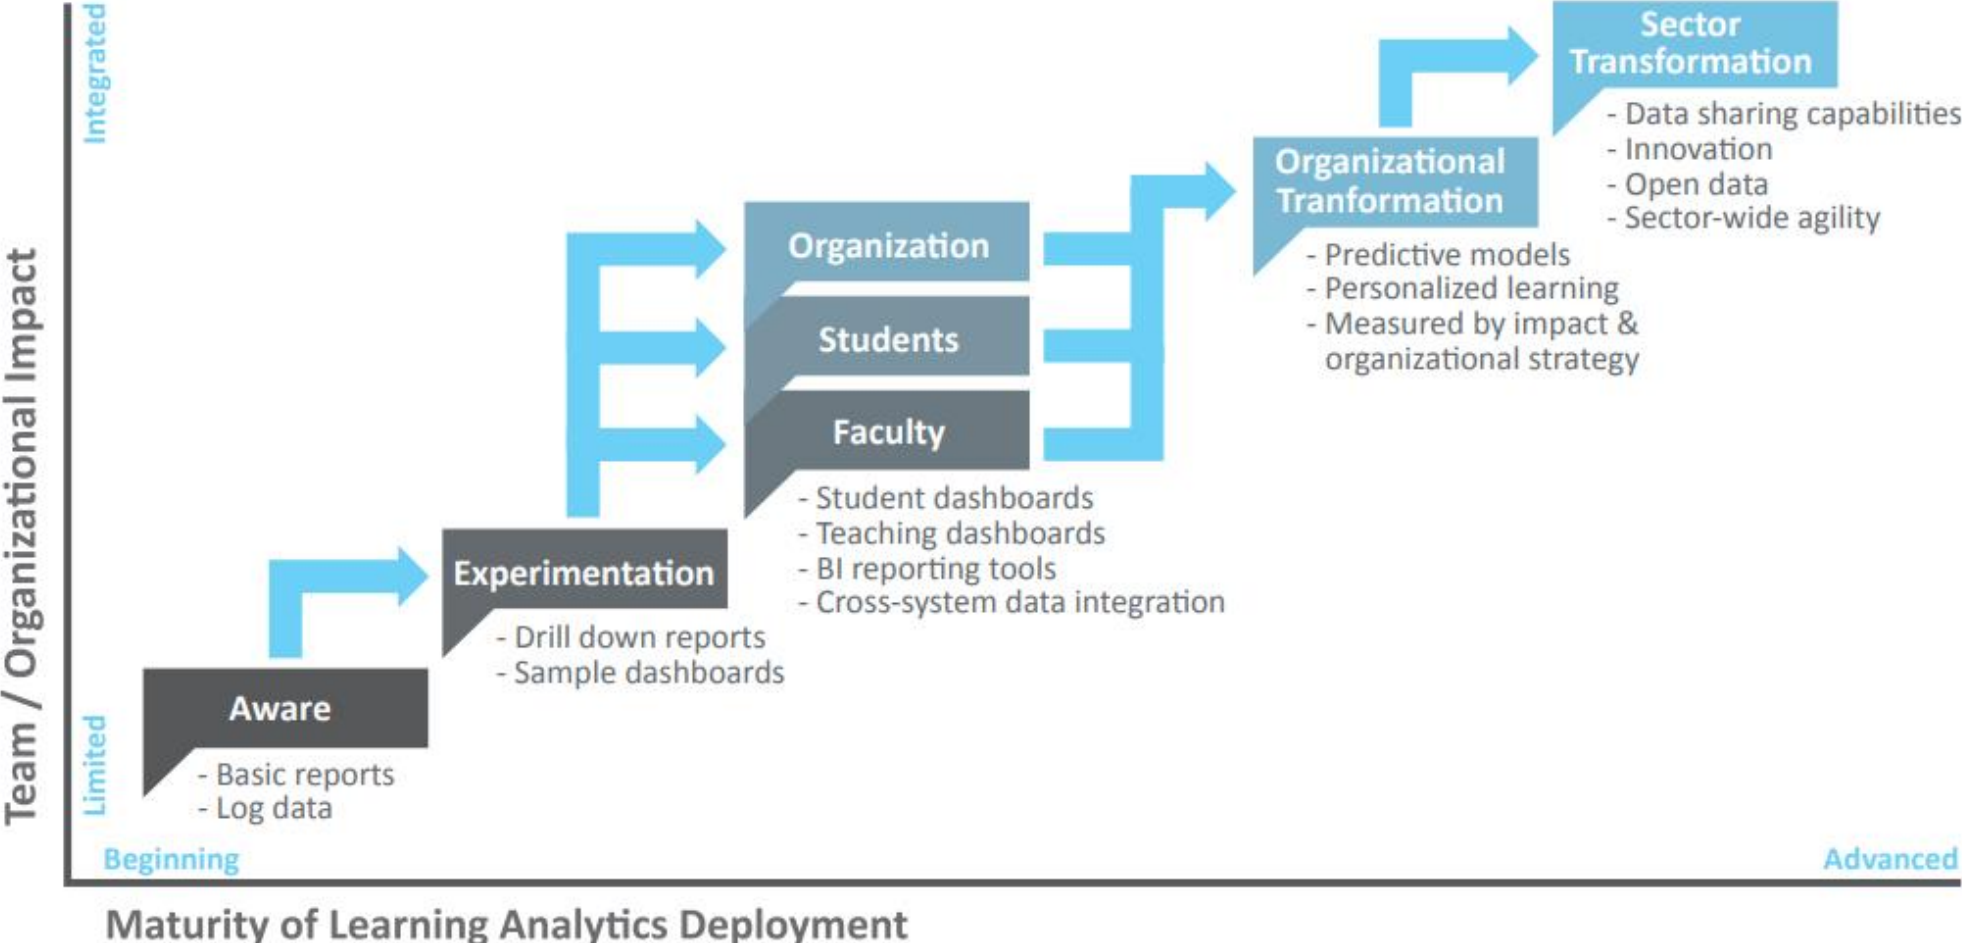 Team / Organizational Impact
Integrated
Limited
Sector
Transformation
- Data sharing capabilities
- Innovation
- Open data
- Sector-wide agility
Organizational
Tranformation
- Predictive models
- Personalized learning
- Measured by impact &
organizational strategy
Organization
Students
Faculty
- Student dashboards
- Teaching dashboards
- BI reporting tools
- Cross-system data integration
Experimentation
- Drill down reports
- Sample dashboards
Aware
- Basic reports
- Log data
Beginning
Advanced
Maturity of Learning Analytics Deployment